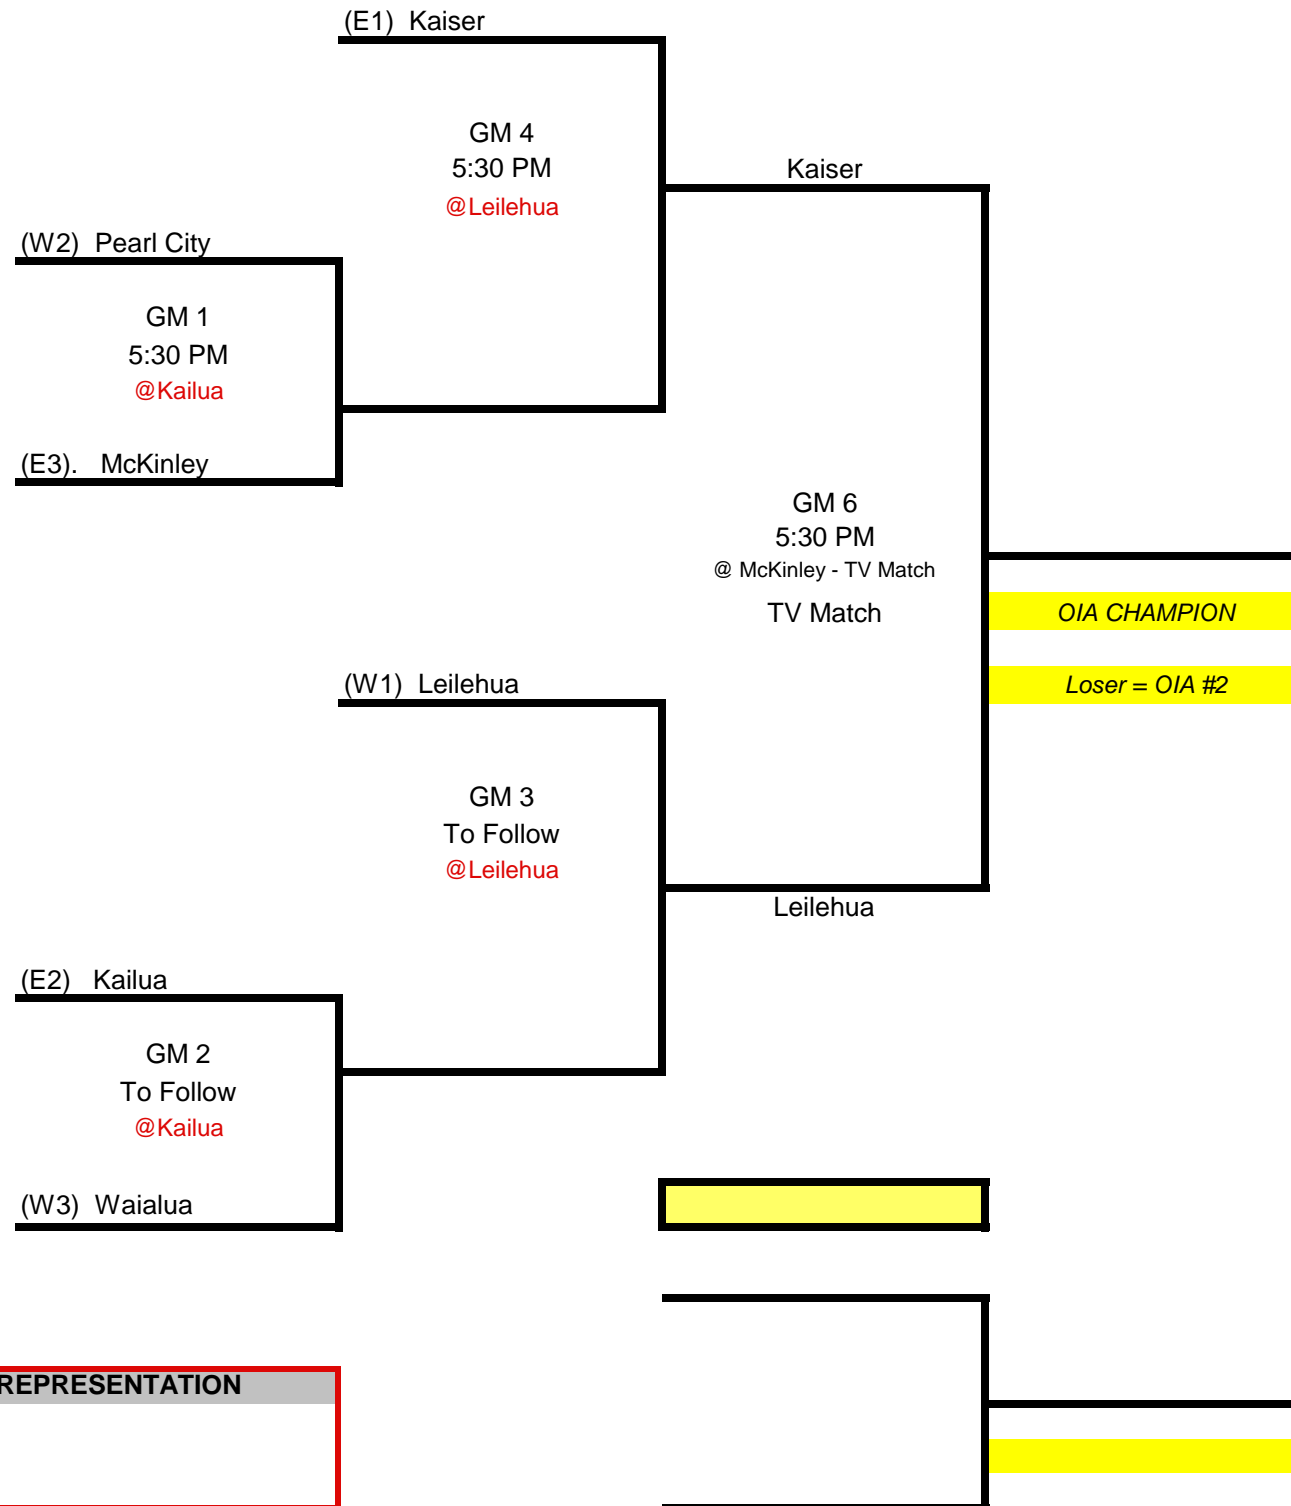 (E1)  Kaiser
GM 4
5:30 PM
@Leilehua
Kaiser
(W2)  Pearl City
GM 1
5:30 PM
@Kailua
(E3).   McKinley
GM 6
5:30 PM
@ McKinley - TV Match
TV Match
OIA CHAMPION
Loser = OIA #2
(W1)  Leilehua
GM 3
To Follow
@Leilehua
Leilehua
(E2)   Kailua
GM 2
To Follow
@Kailua
(W3)  Waialua
REPRESENTATION